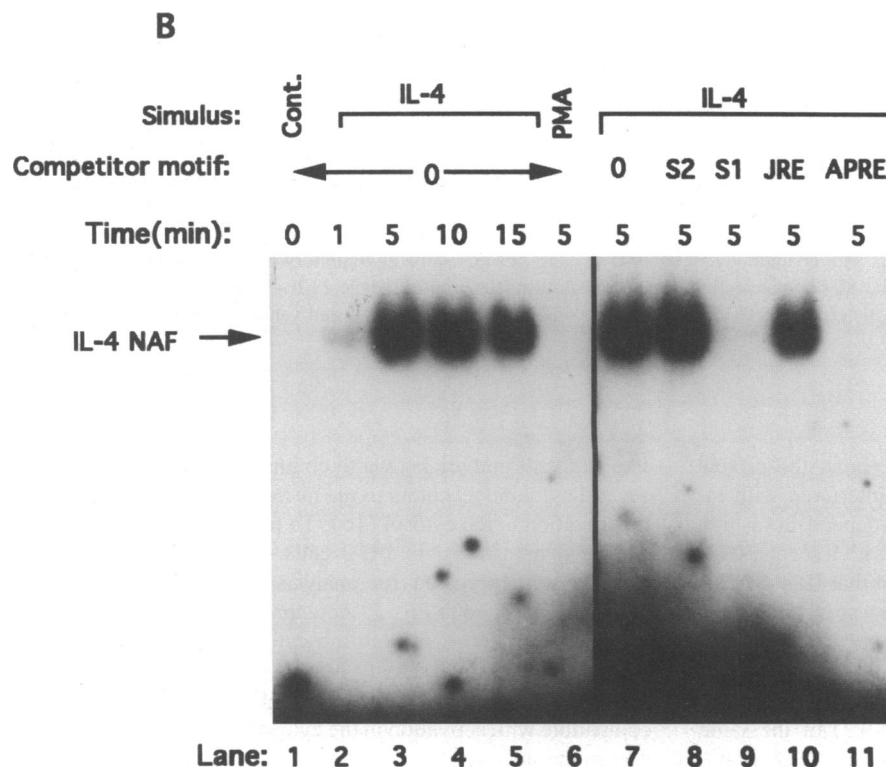 B
Simulus: Cont. IL-4 PMA IL-4
Competitor motif: 0 0 S2 S1 JRE APRE
Time(min): 0 1 5 10 15 5 5 5 5 5 5
IL-4 NAF
Lane: 1 2 3 4 5 6 7 8 9 10 11